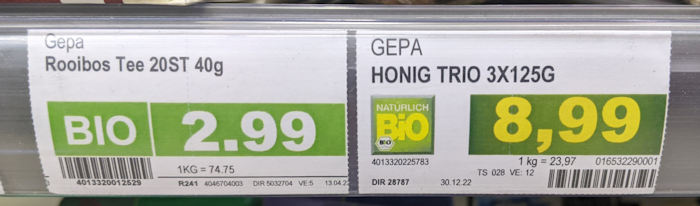 Gepa
Rooibos Tee 20ST 40g
BIO 2.99
1KG = 74.75
4013320012529 R241 4046704003 DIR 5032704 VE:5 13.04.2
GEPA
HONIG TRIO 3X125G
NATÜRLICH
BiO
BIO
8,99
4013320225783 1 kg = 23,97 016532290001
TS 028 VE: 12
DIR 28787 30.12.22